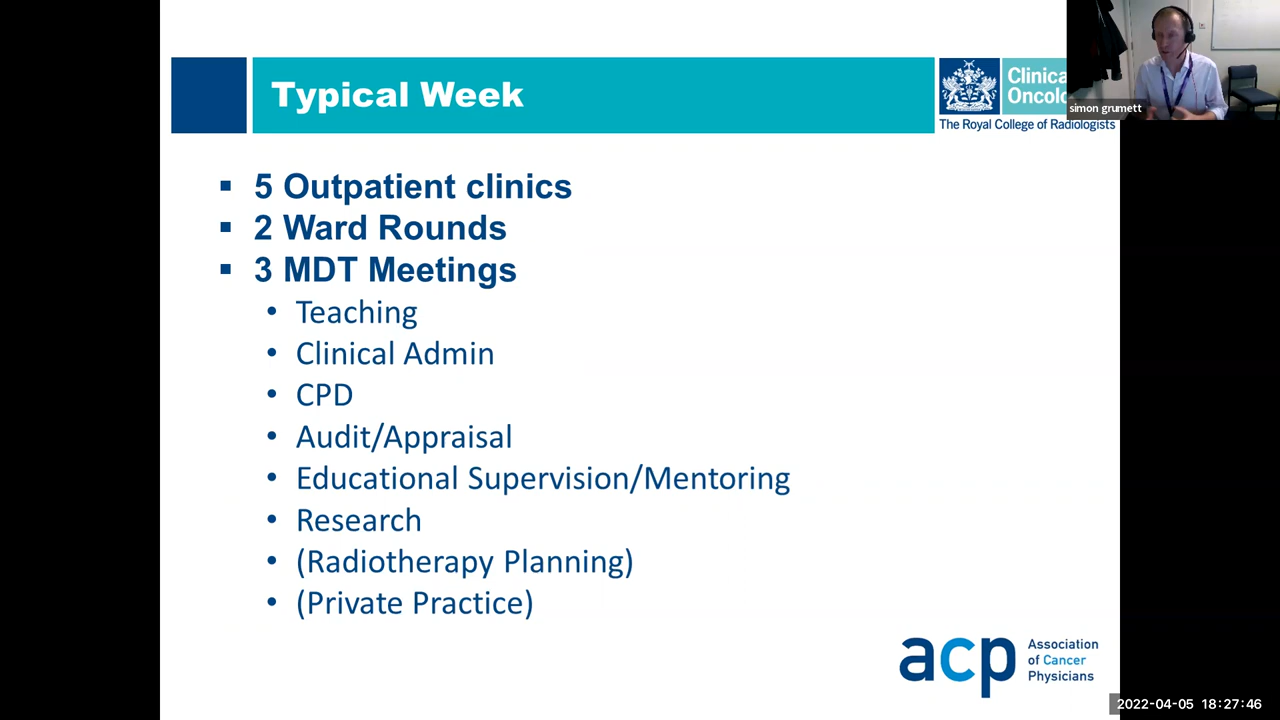 Typical Week
Clinica
Oncolo
The Royal College of Radiologists
simon grumett
▪ 5 Outpatient clinics
▪ 2 Ward Rounds
▪ 3 MDT Meetings
• Teaching
• Clinical Admin
• CPD
• Audit/Appraisal
• Educational Supervision/Mentoring
• Research
• (Radiotherapy Planning)
• (Private Practice)
acp
Association
of Cancer
Physicians
2022-04-05 18:27:46